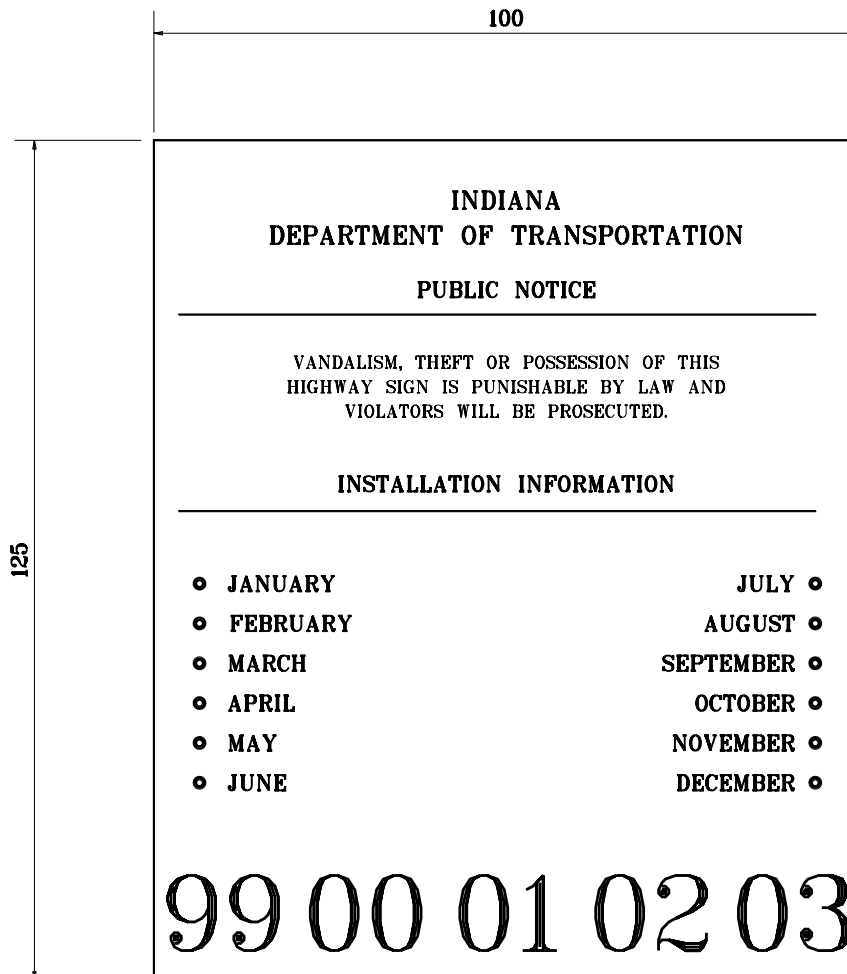 100
INDIANA
DEPARTMENT OF TRANSPORTATION
PUBLIC NOTICE
VANDALISM, THEFT OR POSSESSION OF THIS
HIGHWAY SIGN IS PUNISHABLE BY LAW AND
VIOLATORS WILL BE PROSECUTED.
INSTALLATION INFORMATION
125
JANUARY JULY
FEBRUARY AUGUST
MARCH SEPTEMBER
APRIL OCTOBER
MAY NOVEMBER
JUNE DECEMBER
99 00 01 02 03